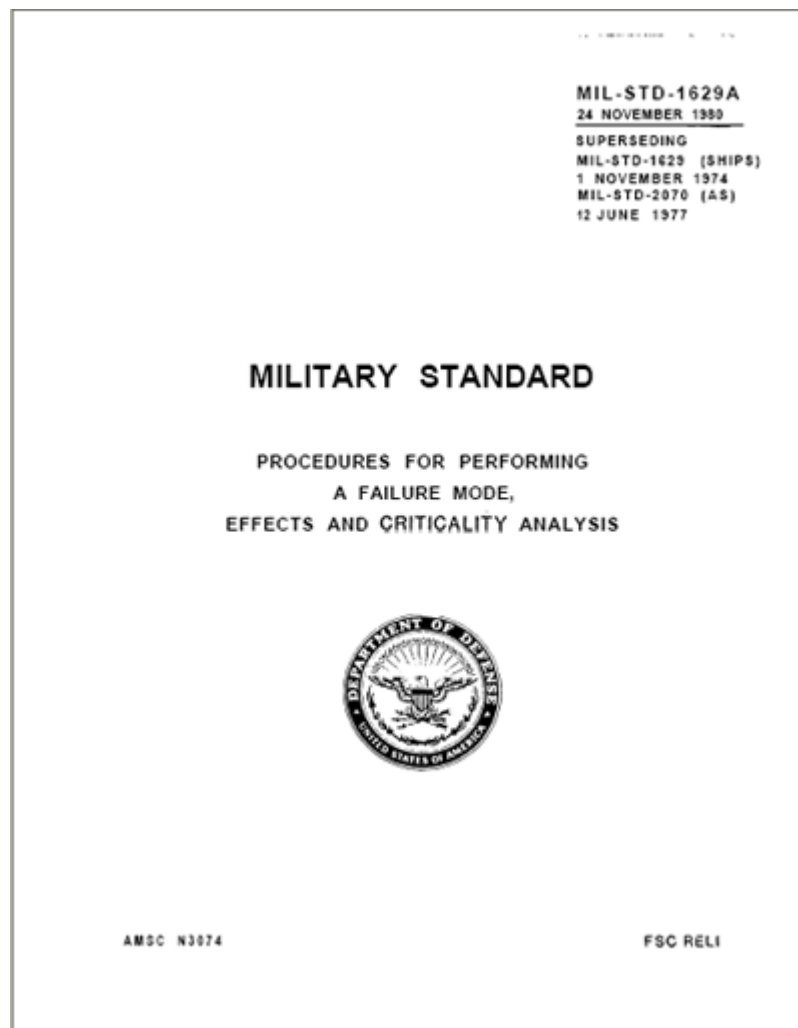 MIL-STD-1629A
24 NOVEMBER 1980
SUPERSEDING
MIL-STD-1629 (SHIPS)
1 NOVEMBER 1974
MIL-STD-2070 (AS)
12 JUNE 1977
MILITARY STANDARD
PROCEDURES FOR PERFORMING
A FAILURE MODE,
EFFECTS AND CRITICALITY ANALYSIS
DEPARTMENT OF DEFENSE
UNITED STATES OF AMERICA
AMSC N3074
FSC RELI